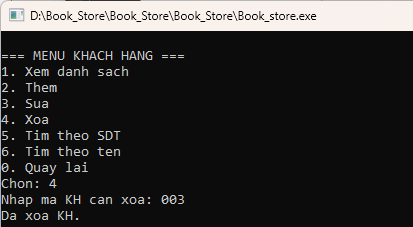 D:\Book_Store\Book_Store\Book_Store\Book_store.exe
=== MENU KHACH HANG ===
1. Xem danh sach
2. Them
3. Sua
4. Xoa
5. Tim theo SDT
6. Tim theo ten
0. Quay lai
Chon: 4
Nhap ma KH can xoa: 003
Da xoa KH.